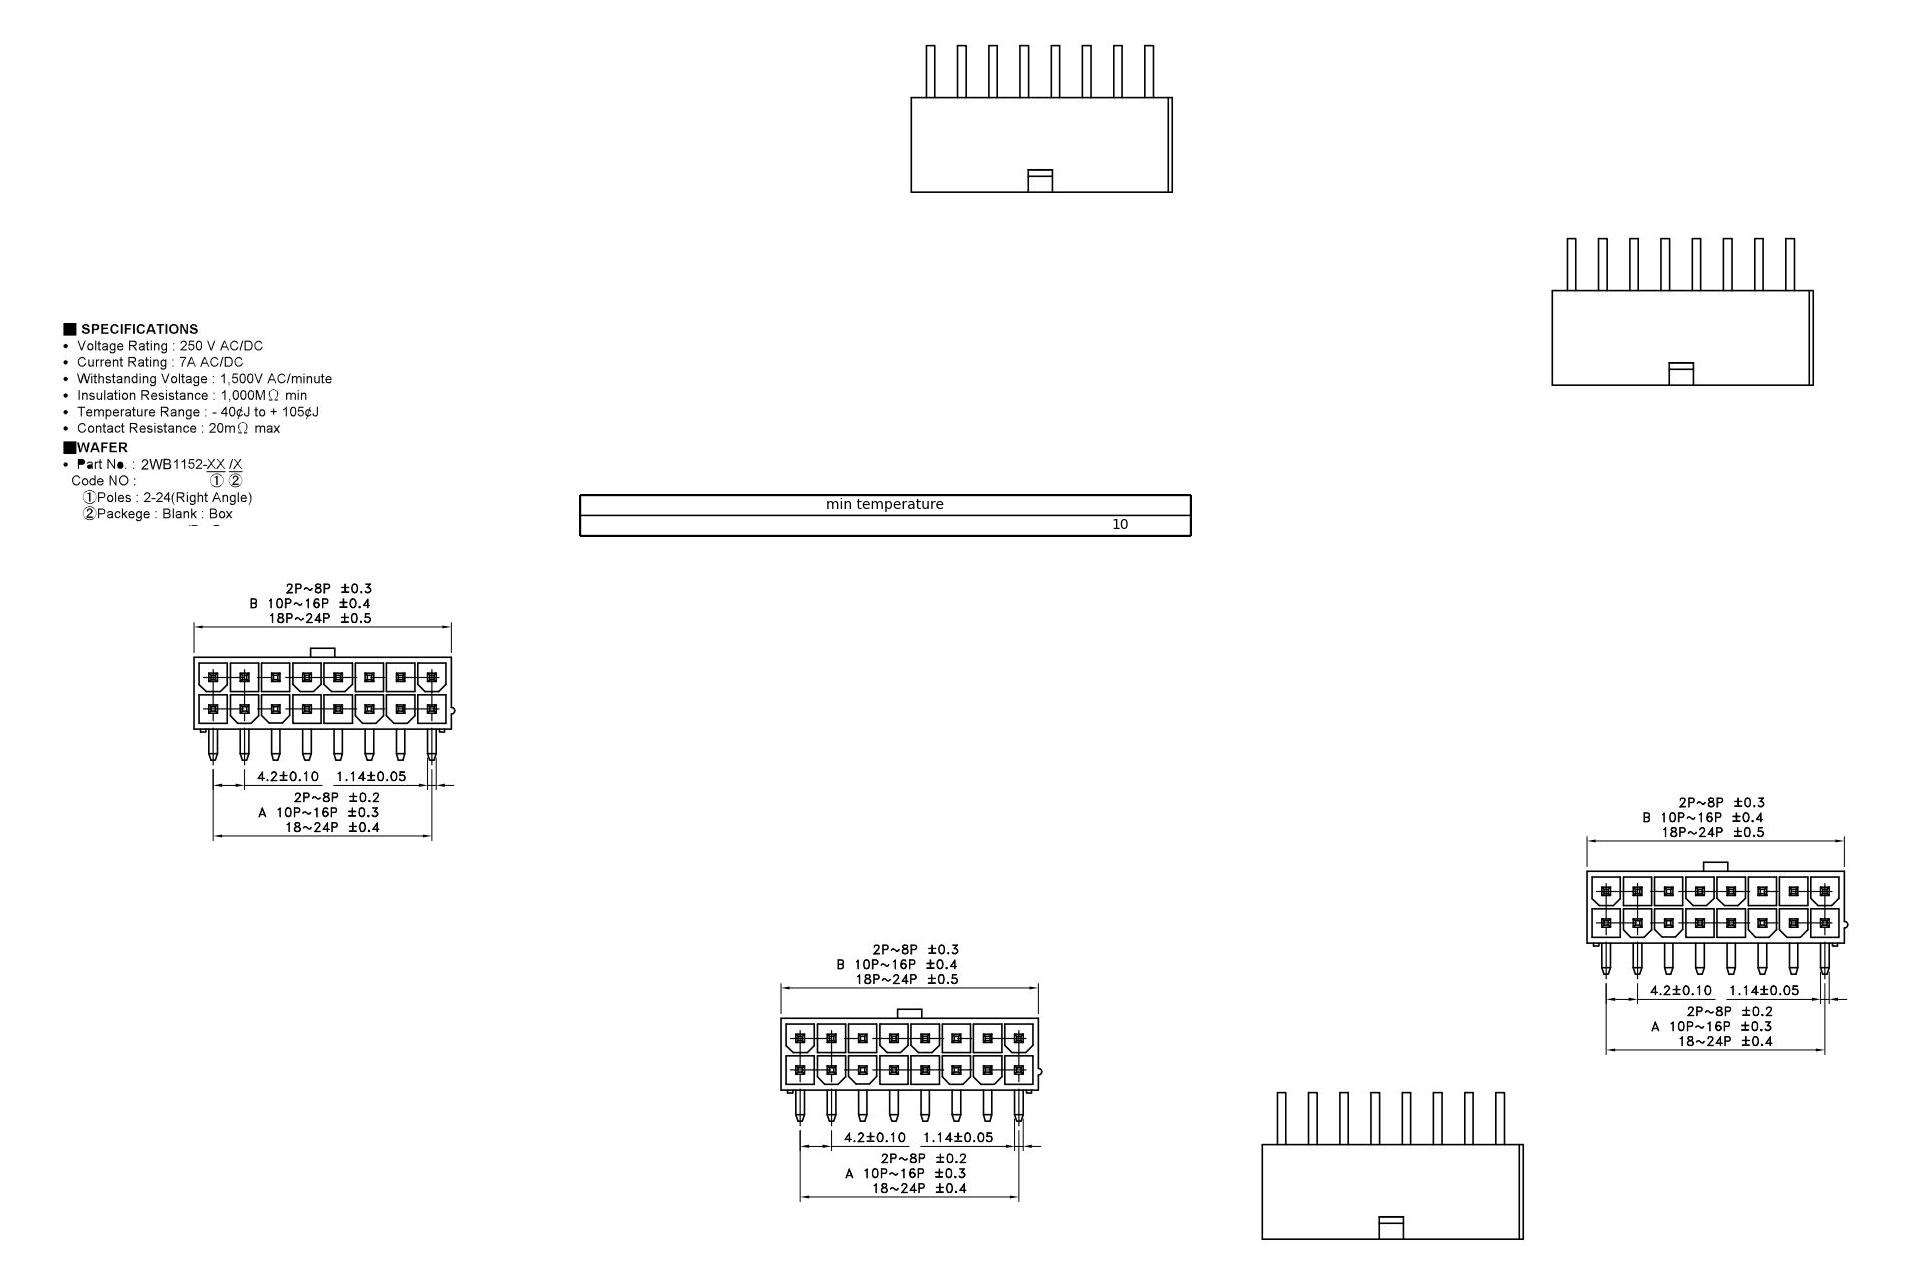 ■ SPECIFICATIONS
• Voltage Rating : 250 V AC/DC
• Current Rating : 7A AC/DC
• Withstanding Voltage : 1,500V AC/minute
• Insulation Resistance : 1,000MΩ min
• Temperature Range : - 40¢J to + 105¢J
• Contact Resistance : 20mΩ max
■WAFER
• Part No. : 2WB1152-XX /X
Code NO : ① ②
①Poles : 2-24(Right Angle)
②Packege : Blank : Box
min temperature
10
2P~8P ±0.3
B 10P~16P ±0.4
18P~24P ±0.5
4.2±0.10 1.14±0.05
2P~8P ±0.2
A 10P~16P ±0.3
18~24P ±0.4
2P~8P ±0.3
B 10P~16P ±0.4
18P~24P ±0.5
4.2±0.10 1.14±0.05
2P~8P ±0.2
A 10P~16P ±0.3
18~24P ±0.4
2P~8P ±0.3
B 10P~16P ±0.4
18P~24P ±0.5
4.2±0.10 1.14±0.05
2P~8P ±0.2
A 10P~16P ±0.3
18~24P ±0.4